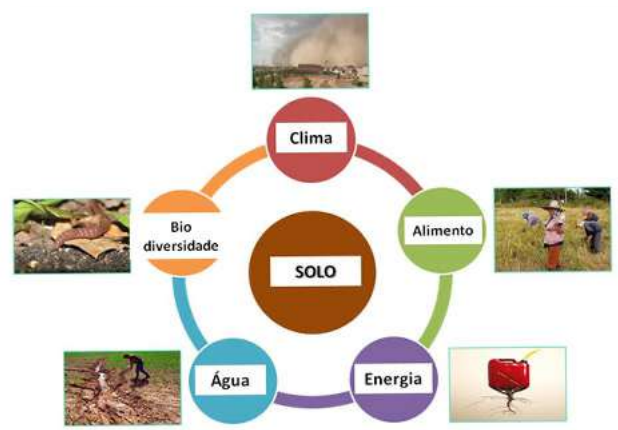 Clima
Alimento
Bio
diversidade
SOLO
Água
Energia